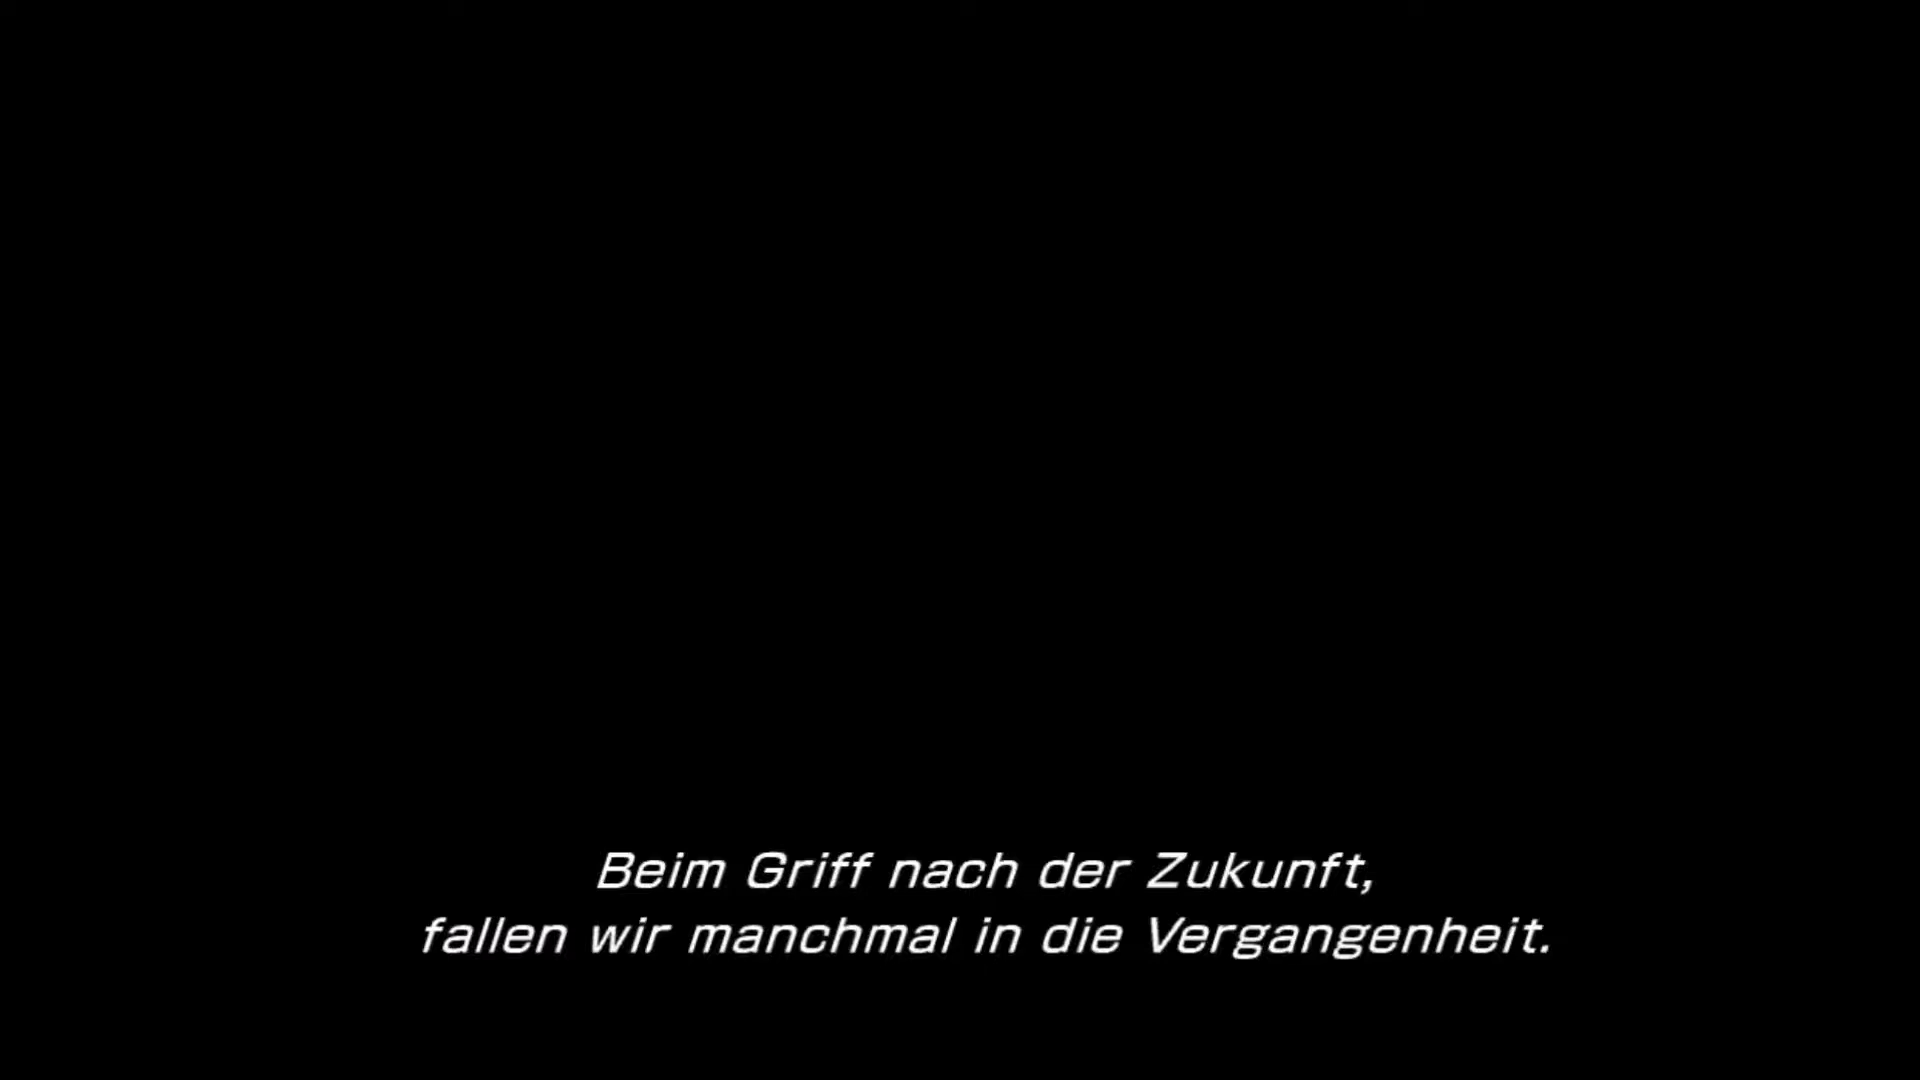 Beim Griff nach der Zukunft,
fallen wir manchmal in die Vergangenheit.